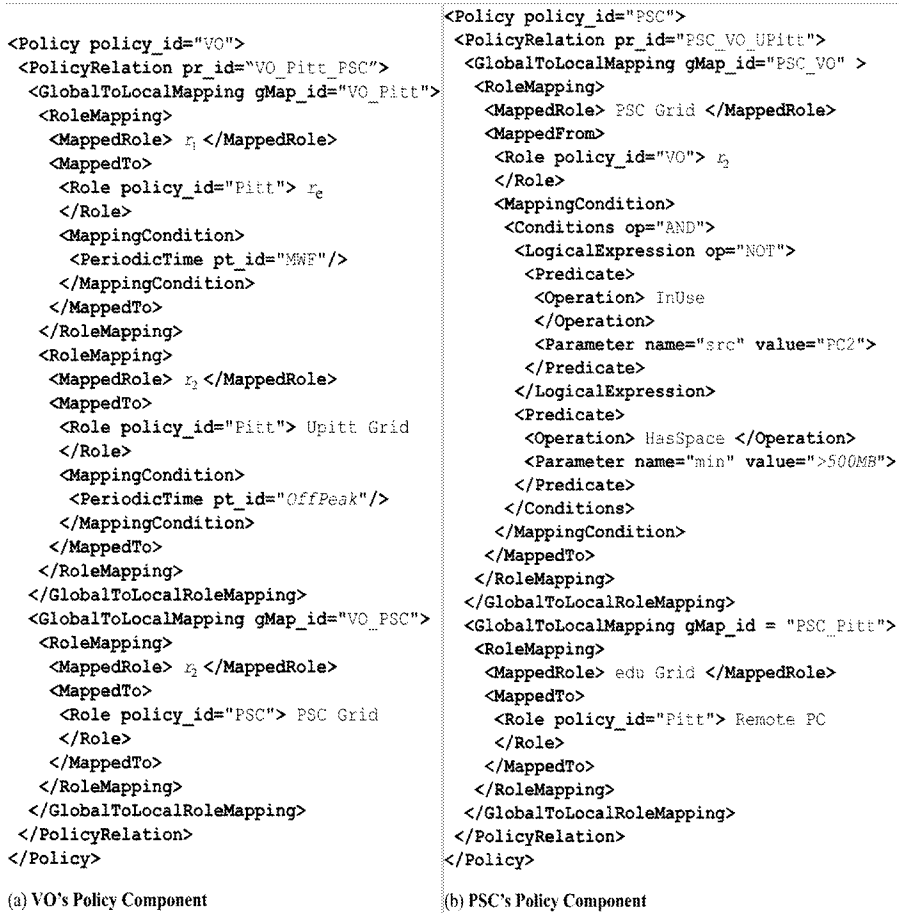 <Policy policy_id="VO">
<PolicyRelation pr_id="VO_Pitt_PSC">
<GlobalToLocalMapping gMap_id="VO_Pitt">
<RoleMapping>
<MappedRole> r1 </MappedRole>
<MappedTo>
<Role policy_id="Pitt"> re
</Role>
<MappingCondition>
<PeriodicTime pt_id="MWF"/>
</MappingCondition>
</MappedTo>
</RoleMapping>
<RoleMapping>
<MappedRole> r2 </MappedRole>
<MappedTo>
<Role policy_id="Pitt"> Upitt Grid
</Role>
<MappingCondition>
<PeriodicTime pt_id="OffPeak"/>
</MappingCondition>
</MappedTo>
</RoleMapping>
</GlobalToLocalRoleMapping>
<GlobalToLocalMapping gMap_id="VO_PSC">
<RoleMapping>
<MappedRole> r2 </MappedRole>
<MappedTo>
<Role policy_id="PSC"> PSC Grid
</Role>
</MappedTo>
</RoleMapping>
</GlobalToLocalRoleMapping>
</PolicyRelation>
</Policy>
(a) VO's Policy Component
<Policy policy_id="PSC">
<PolicyRelation pr_id="PSC_VO_UPitt">
<GlobalToLocalMapping gMap_id="PSC_VO" >
<RoleMapping>
<MappedRole> PSC Grid </MappedRole>
<MappedFrom>
<Role policy_id="VO"> r2
</Role>
<MappingCondition>
<Conditions op="AND">
<LogicalExpression op="NOT">
<Predicate>
<Operation> InUse
</Operation>
<Parameter name="src" value="PC2">
</Predicate>
</LogicalExpression>
<Predicate>
<Operation> HasSpace </Operation>
<Parameter name="min" value=">500MB">
</Predicate>
</Conditions>
</MappingCondition>
</MappedTo>
</RoleMapping>
</GlobalToLocalRoleMapping>
<GlobalToLocalMapping gMap_id = "PSC_Pitt">
<RoleMapping>
<MappedRole> edu Grid </MappedRole>
<MappedTo>
<Role policy_id="Pitt"> Remote PC
</Role>
</MappedTo>
</RoleMapping>
</GlobalToLocalRoleMapping>
</PolicyRelation>
</Policy>
(b) PSC's Policy Component